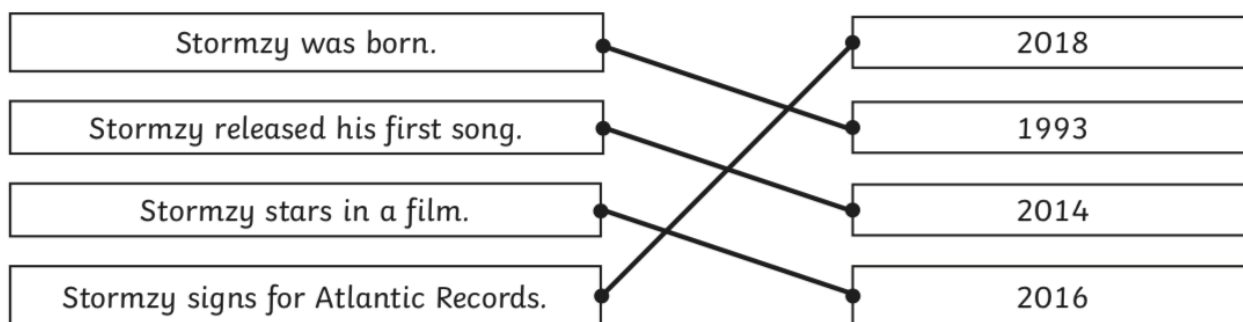 Stormzy was born.
2018
Stormzy released his first song.
1993
Stormzy stars in a film.
2014
Stormzy signs for Atlantic Records.
2016